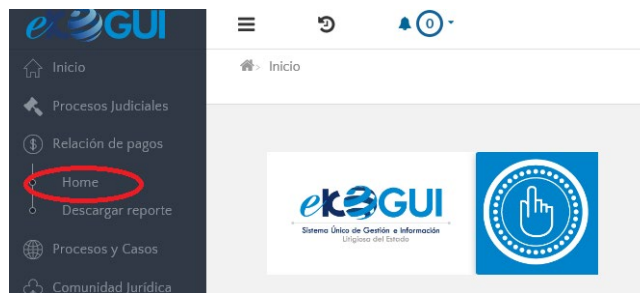 eKOGUI
0
Inicio
> Inicio
Procesos Judiciales
$ Relación de pagos
Home
Descargar reporte
eKOGUI
Sistema Único de Gestión e Información
Litigiosa del Estado
Procesos y Casos
Comunidad Jurídica